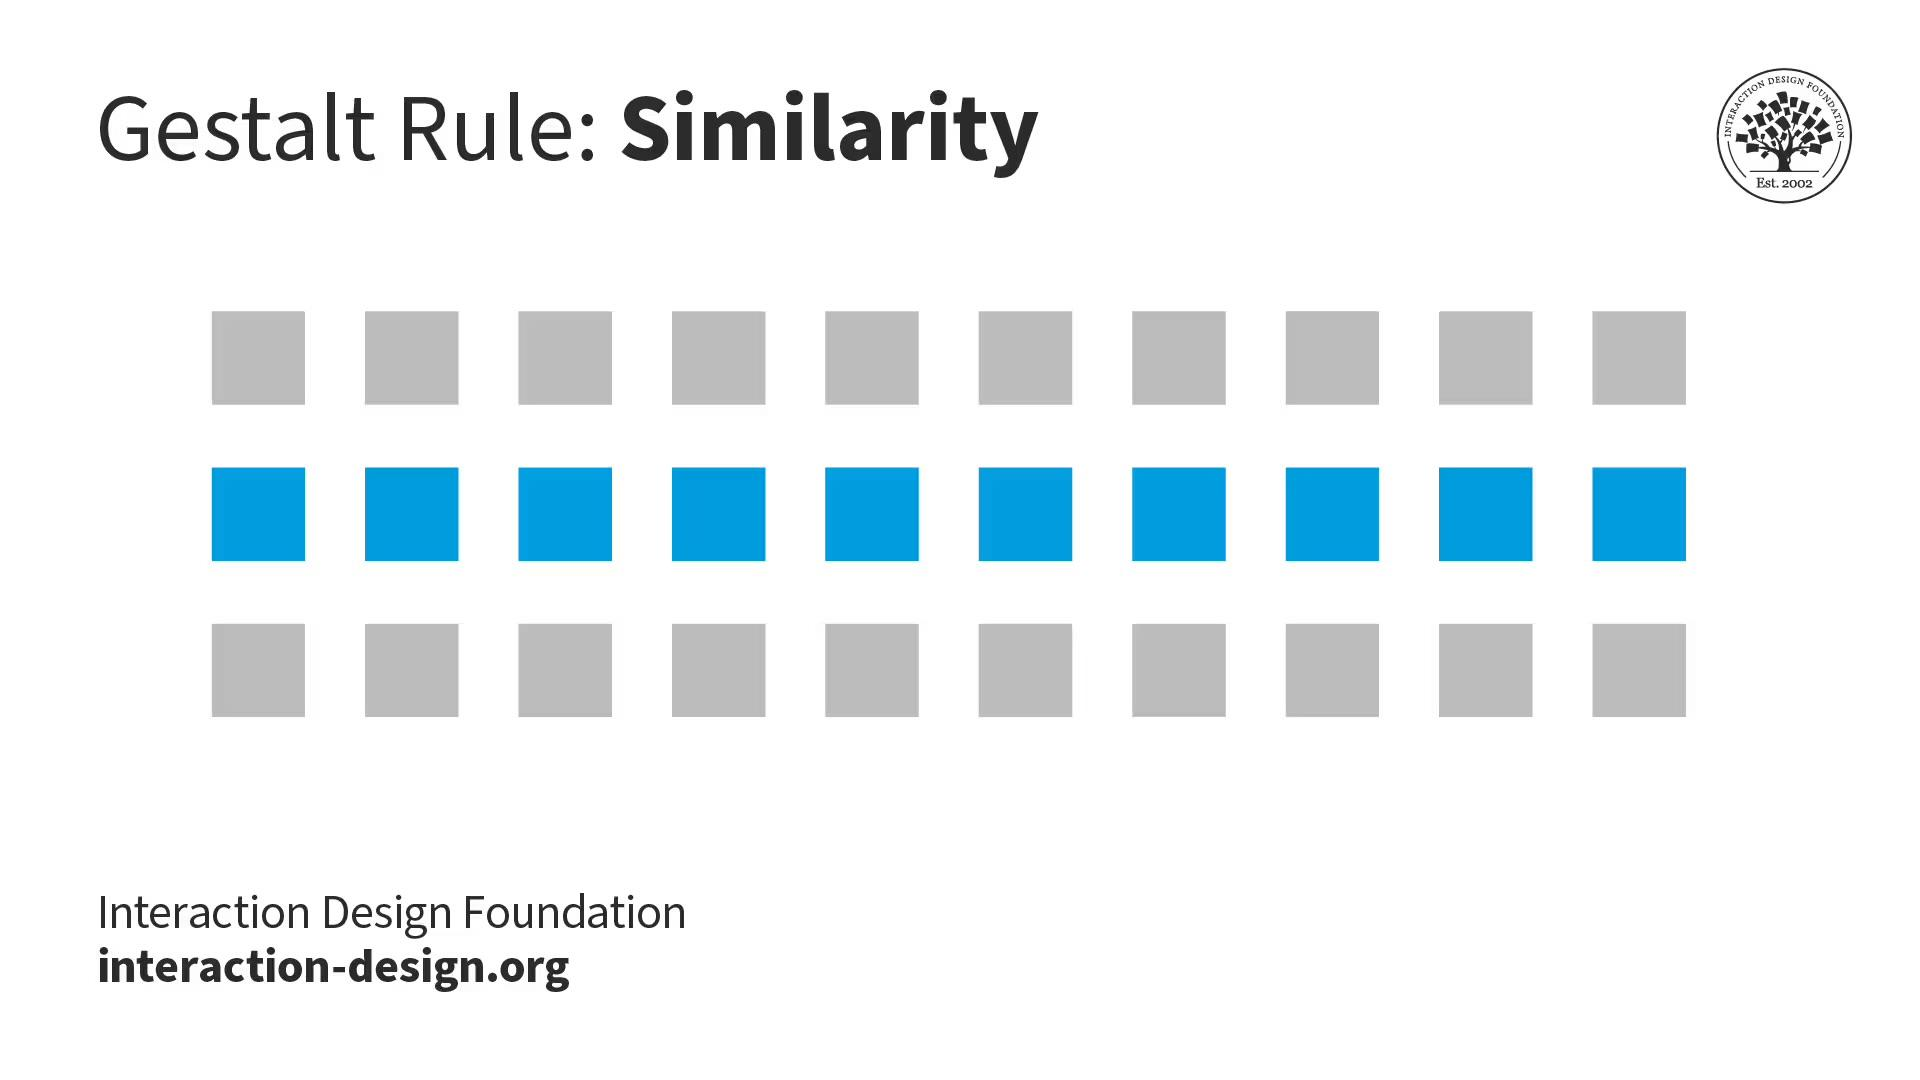 Gestalt Rule: Similarity
INTERACTION DESIGN FOUNDATION
Est. 2002
Interaction Design Foundation
interaction-design.org